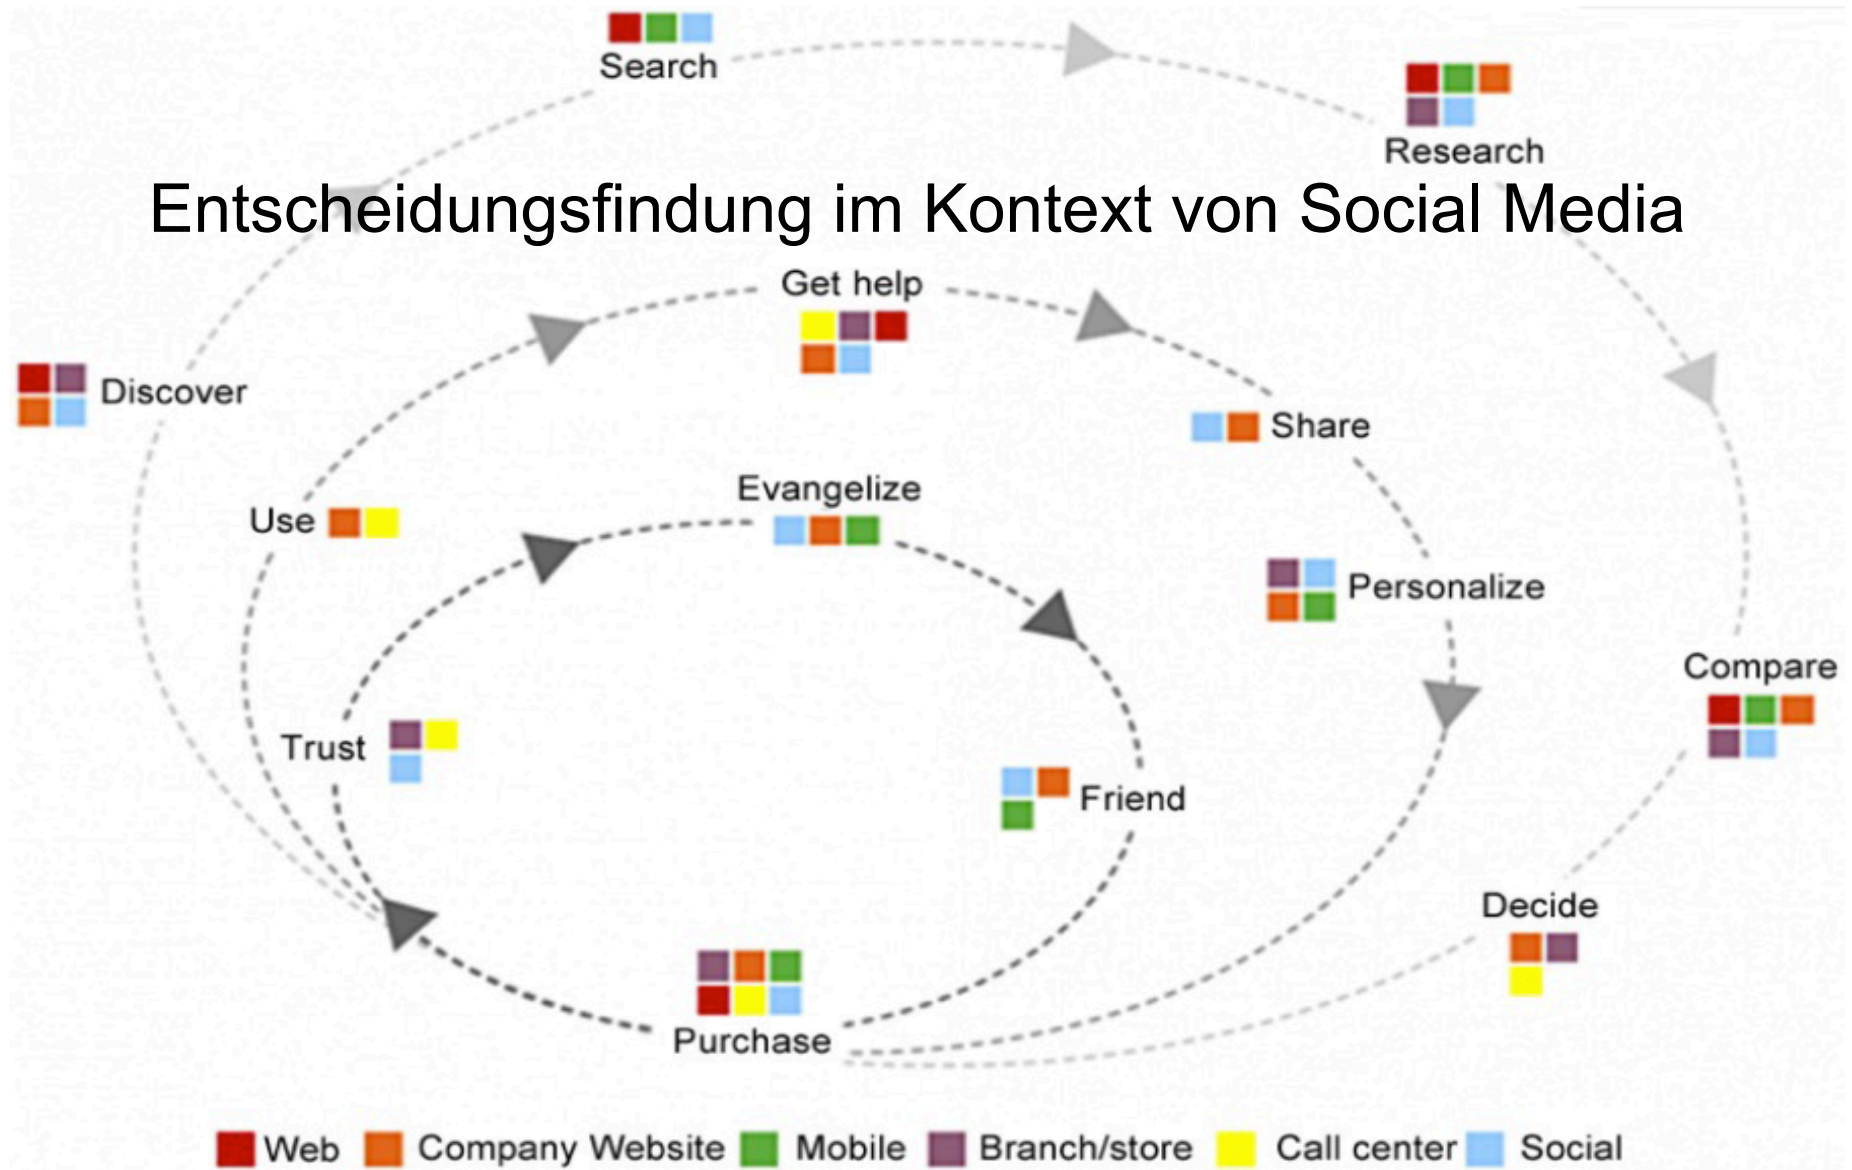 Search
Research
Entscheidungsfindung im Kontext von Social Media
Get help
Discover
Share
Evangelize
Use
Personalize
Compare
Trust
Friend
Decide
Purchase
Web Company Website Mobile Branch/store Call center Social